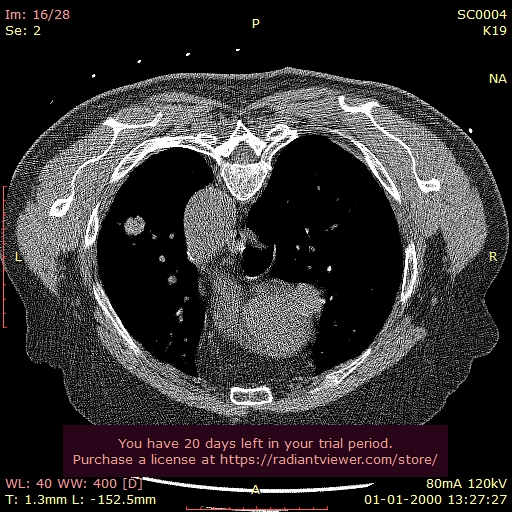 Im: 16/28
Se: 2
P
SC0004
K19
NA
L
R
You have 20 days left in your trial period.
Purchase a license at https://radiantviewer.com/store/
WL: 40 WW: 400 [D]
T: 1.3mm L: -152.5mm
A
80mA 120kV
01-01-2000 13:27:27